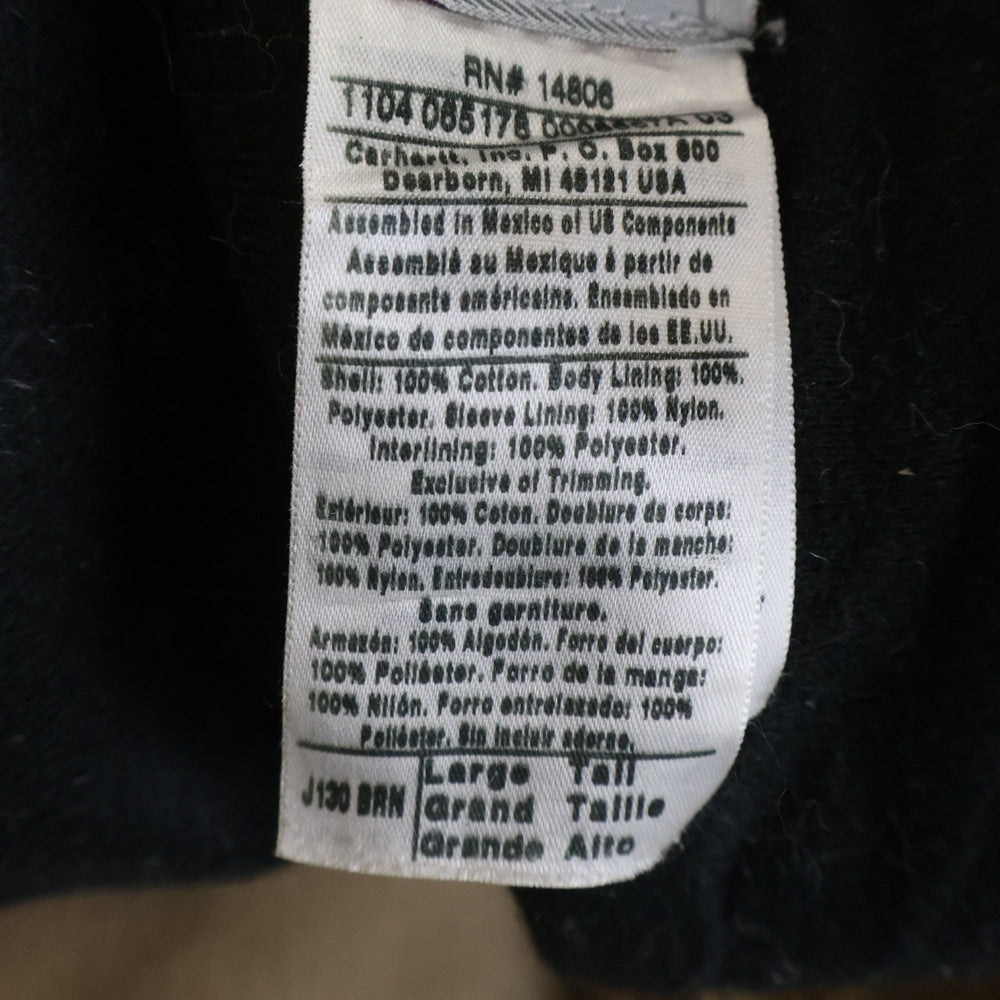 RN# 14806
1104 065178
Carhartt, Inc. P. O. Box 600
Dearborn, MI 48121 USA
Assembled in Mexico of US Components
Assemblé au Mexique à partir de
composants américains. Ensamblado en
México de componentes de los EE.UU.
Shell: 100% Cotton. Body Lining: 100%.
Polyester. Sleeve Lining: 100% Nylon.
Interlining: 100% Polyester.
Exclusive of Trimming.
Extérieur: 100% Coton. Doublure du corps:
100% Polyester. Doublure de la manche:
100% Nylon. Entredoublure: 100% Polyester.
Sans garniture.
Armazón: 100% Algodón. Forro del cuerpo:
100% Poliéster. Forro de la manga:
100% Nilón. Forro entrelazado: 100%
Poliéster. Sin incluir adorno.
J130 BRN
Large Tall
Grand Taille
Grande Alto